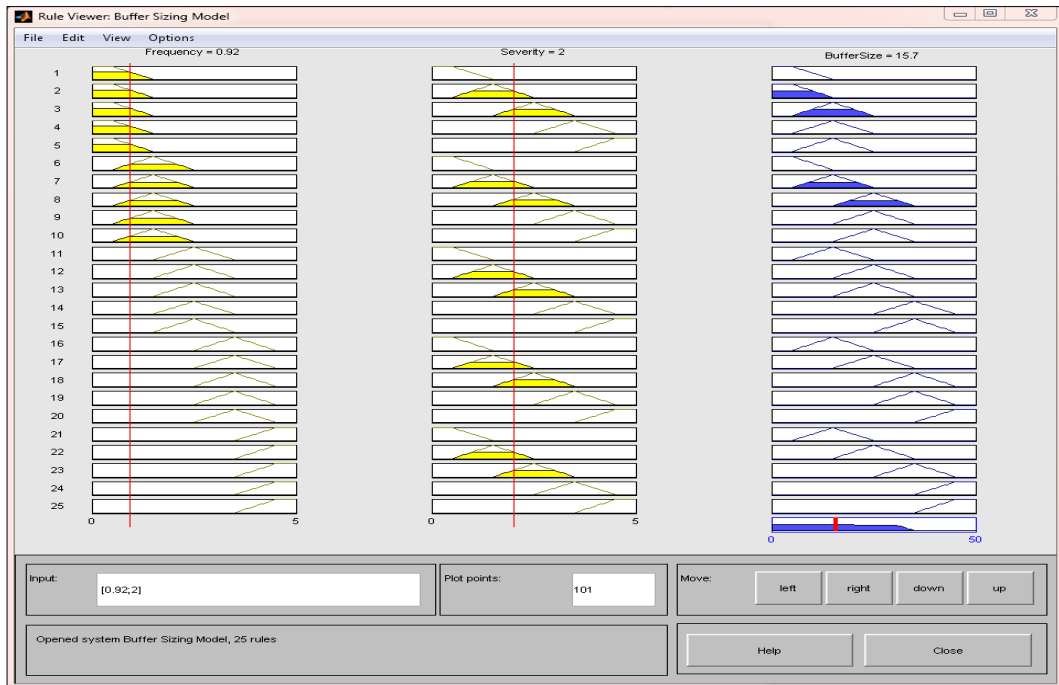 Rule Viewer: Buffer Sizing Model
File Edit View Options
Frequency = 0.92
Severity = 2
BufferSize = 15.7
1
2
3
4
5
6
7
8
9
10
11
12
13
14
15
16
17
18
19
20
21
22
23
24
25
0 5
0 5
0 50
Input:
[0.92;2]
Plot points:
101
Move:
left
right
down
up
Opened system Buffer Sizing Model, 25 rules
Help
Close